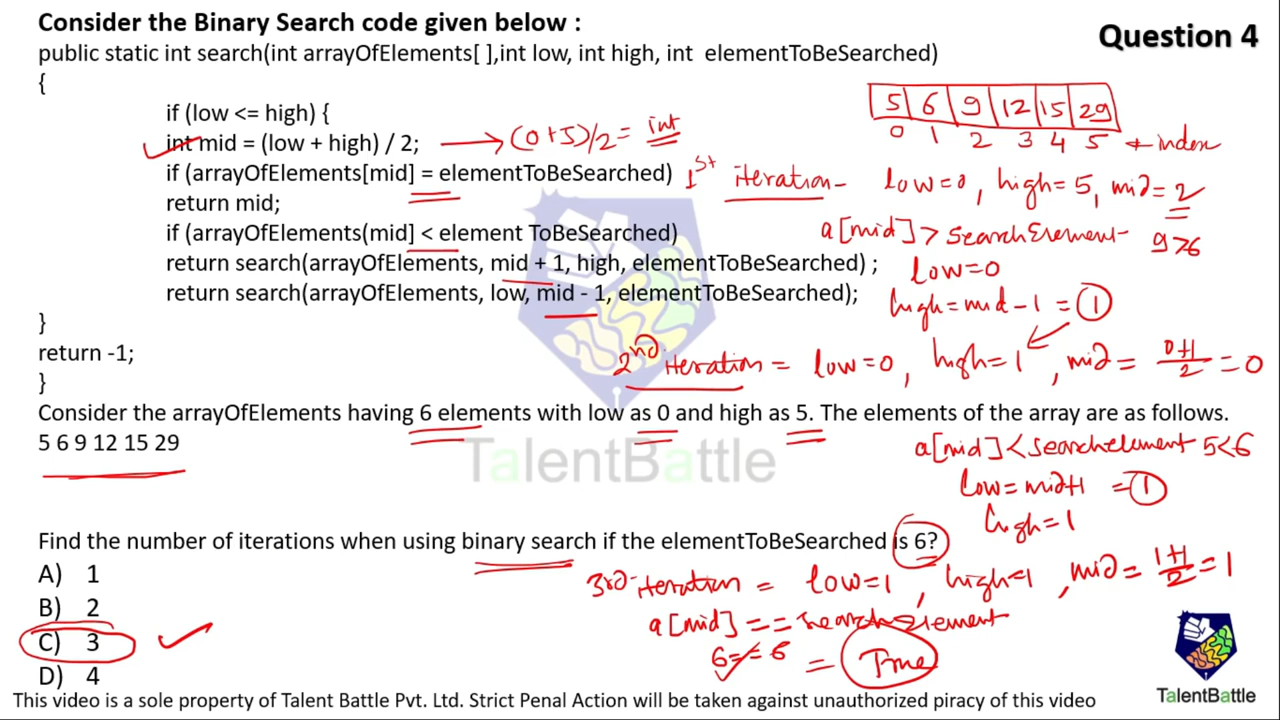 Consider the Binary Search code given below :
Question 4
public static int search(int arrayOfElements[ ],int low, int high, int elementToBeSearched)
{
if (low <= high) {
int mid = (low + high) / 2;
(0+5)/2 = int
5 6 9 12 15 29
0 1 2 3 4 5 ← index
if (arrayOfElements[mid] = elementToBeSearched)
1st iteration - low=0, high=5, mid=2
return mid;
if (arrayOfElements(mid] < element ToBeSearched)
a[mid] > searchElement- 9>6
return search(arrayOfElements, mid + 1, high, elementToBeSearched) ;
low=0
return search(arrayOfElements, low, mid - 1, elementToBeSearched);
high=mid-1 = 1
}
return -1;
2nd iteration = low=0, high=1, mid= 0+1/2 =0
}
Consider the arrayOfElements having 6 elements with low as 0 and high as 5. The elements of the array are as follows.
5 6 9 12 15 29
a[mid] < searchelement 5<6
low=mid+1 = 1
high=1
Find the number of iterations when using binary search if the elementToBeSearched is 6?
A) 1
3rd iteration = low=1, high=1, mid= 1+1/2 =1
B) 2
a[mid] == searchelement
C) 3
6==6 = True
D) 4
TalentBattle
TalentBattle
This video is a sole property of Talent Battle Pvt. Ltd. Strict Penal Action will be taken against unauthorized piracy of this video